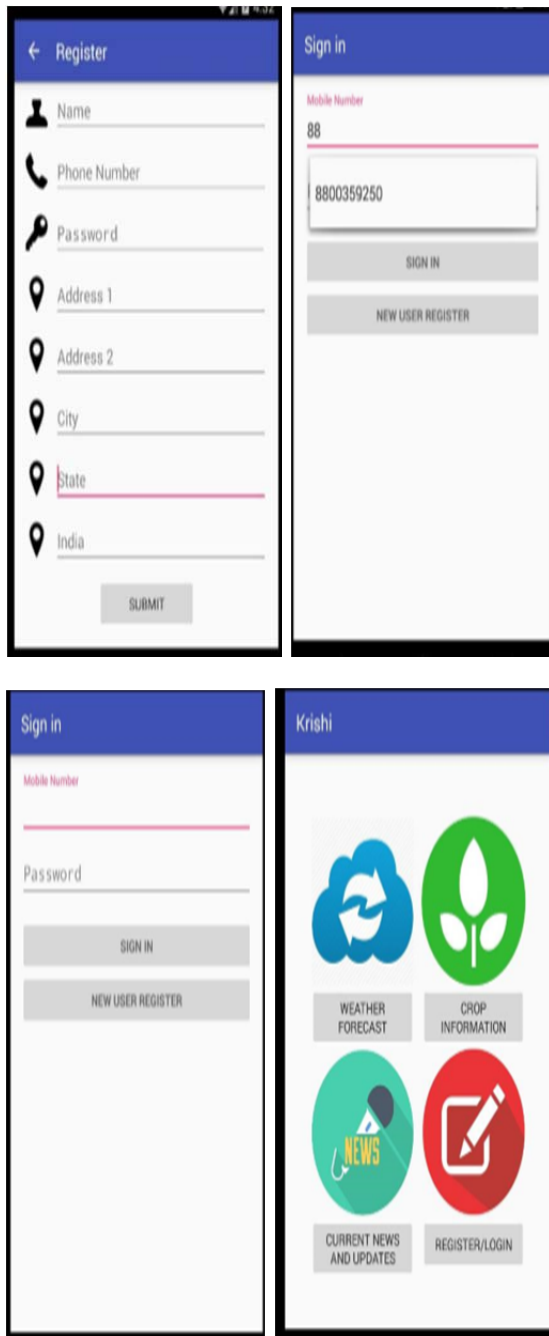 4:32
Register
Name
Phone Number
Password
Address 1
Address 2
City
State
India
SUBMIT
Sign in
Mobile Number
88
8800359250
SIGN IN
NEW USER REGISTER
Sign in
Mobile Number
Password
SIGN IN
NEW USER REGISTER
Krishi
WEATHER
FORECAST
CROP
INFORMATION
NEWS
CURRENT NEWS
AND UPDATES
REGISTER/LOGIN